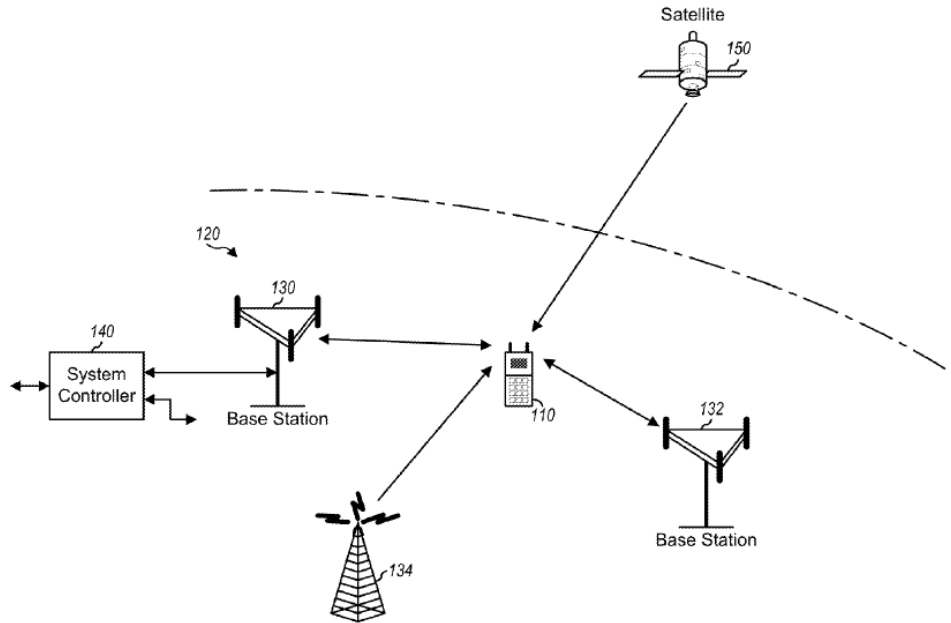 Satellite
150
120
130
140
System
Controller
Base Station
110
132
Base Station
134